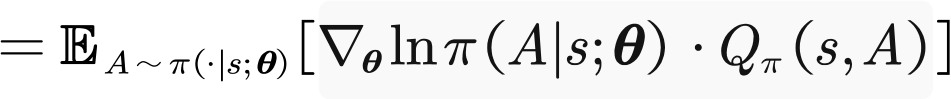 = 𝔼_{A∼π(·|s;𝜽)}[∇_𝜽 ln π(A|s;𝜽) · Q_π(s,A)]